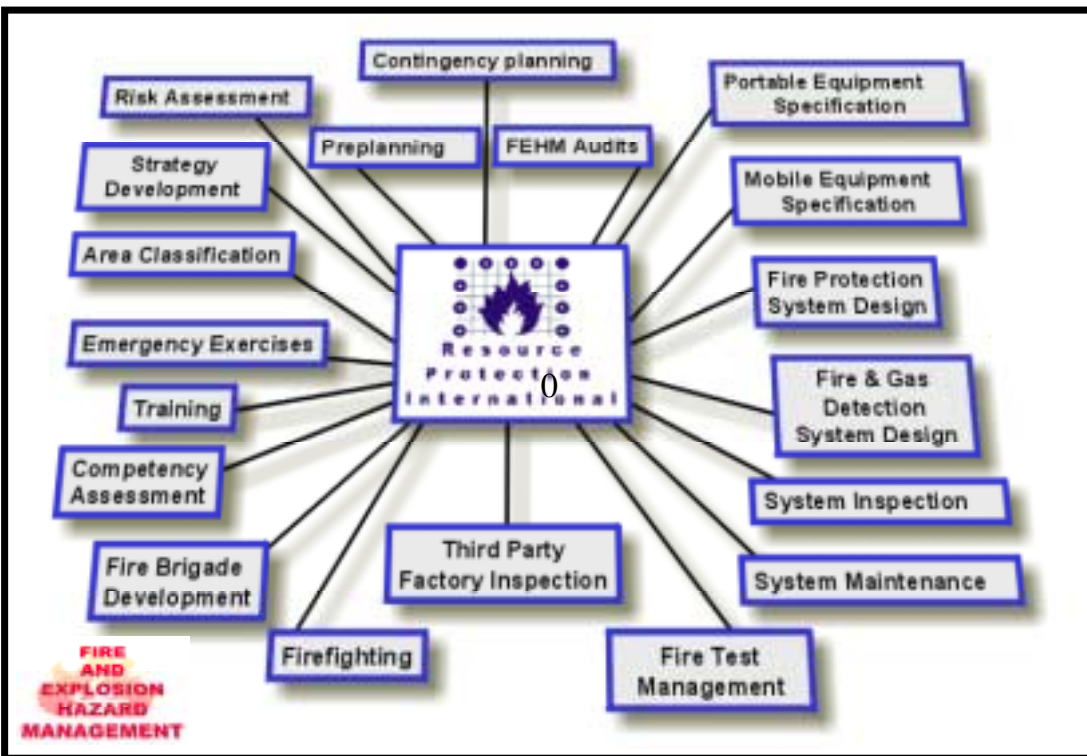 Contingency planning
Risk Assessment
Portable Equipment
Specification
Preplanning
FEHM Audits
Strategy
Development
Mobile Equipment
Specification
Area Classification
Fire Protection
System Design
Emergency Exercises
Resource
Protection
International
0
Fire & Gas
Detection
System Design
Training
Competency
Assessment
System Inspection
Third Party
Factory Inspection
Fire Brigade
Development
System Maintenance
Firefighting
Fire Test
Management
FIRE
AND
EXPLOSION
HAZARD
MANAGEMENT